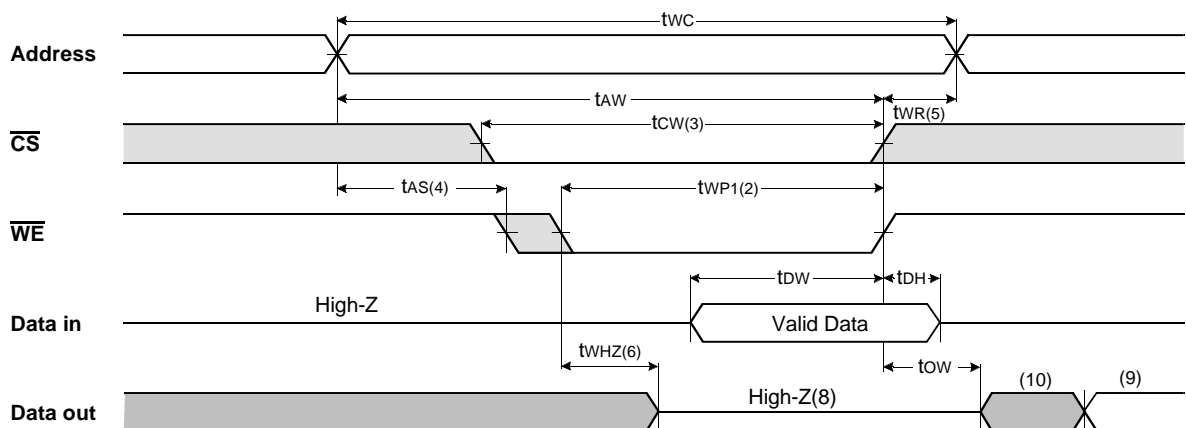 tWC
Address
tAW
tWR(5)
tCW(3)
CS
tAS(4)
tWP1(2)
WE
tDW
tDH
High-Z
Data in
Valid Data
tWHZ(6)
tOW
(10)
(9)
High-Z(8)
Data out